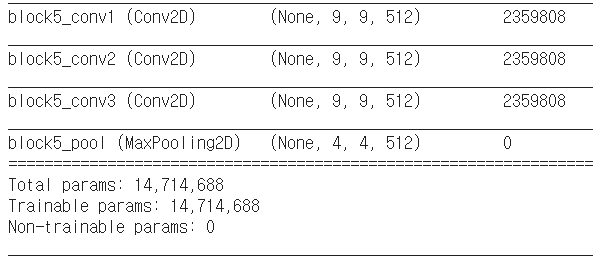 block5_conv1 (Conv2D) (None, 9, 9, 512) 2359808
block5_conv2 (Conv2D) (None, 9, 9, 512) 2359808
block5_conv3 (Conv2D) (None, 9, 9, 512) 2359808
block5_pool (MaxPooling2D) (None, 4, 4, 512) 0
Total params: 14,714,688
Trainable params: 14,714,688
Non-trainable params: 0